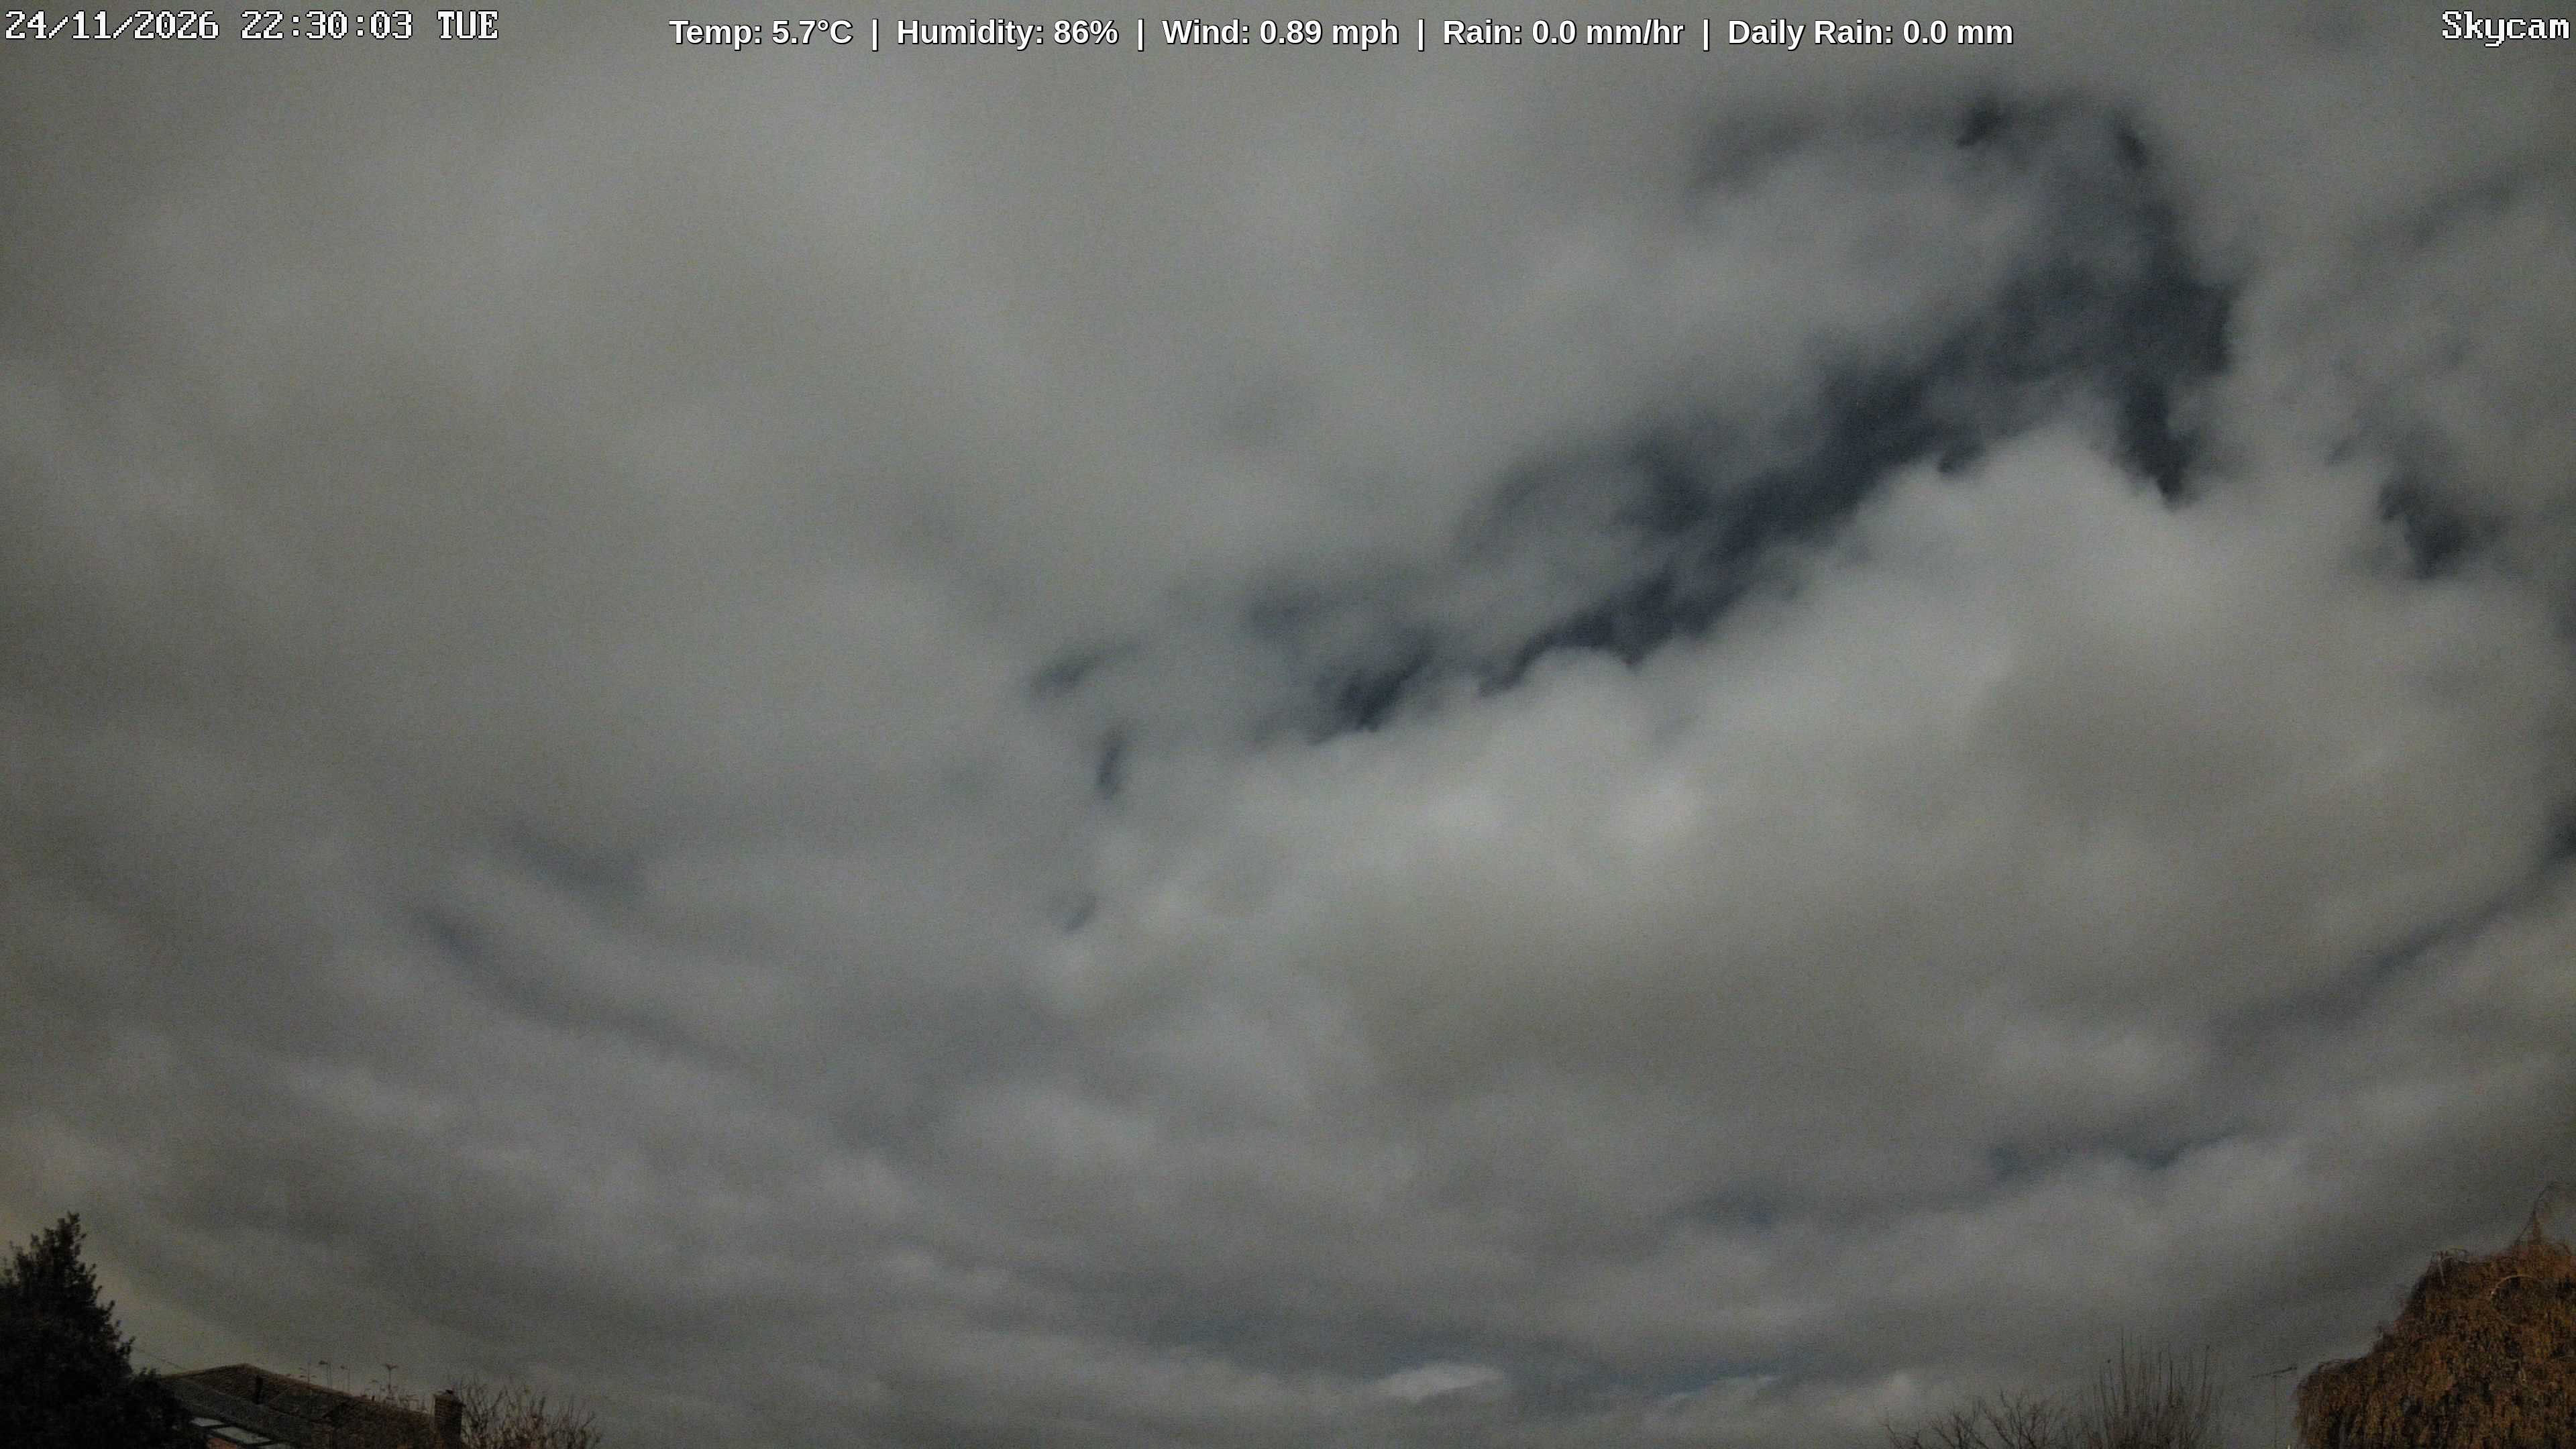 24/11/2026 22:30:03 TUE
Temp: 5.7°C | Humidity: 86% | Wind: 0.89 mph | Rain: 0.0 mm/hr | Daily Rain: 0.0 mm
Skycam